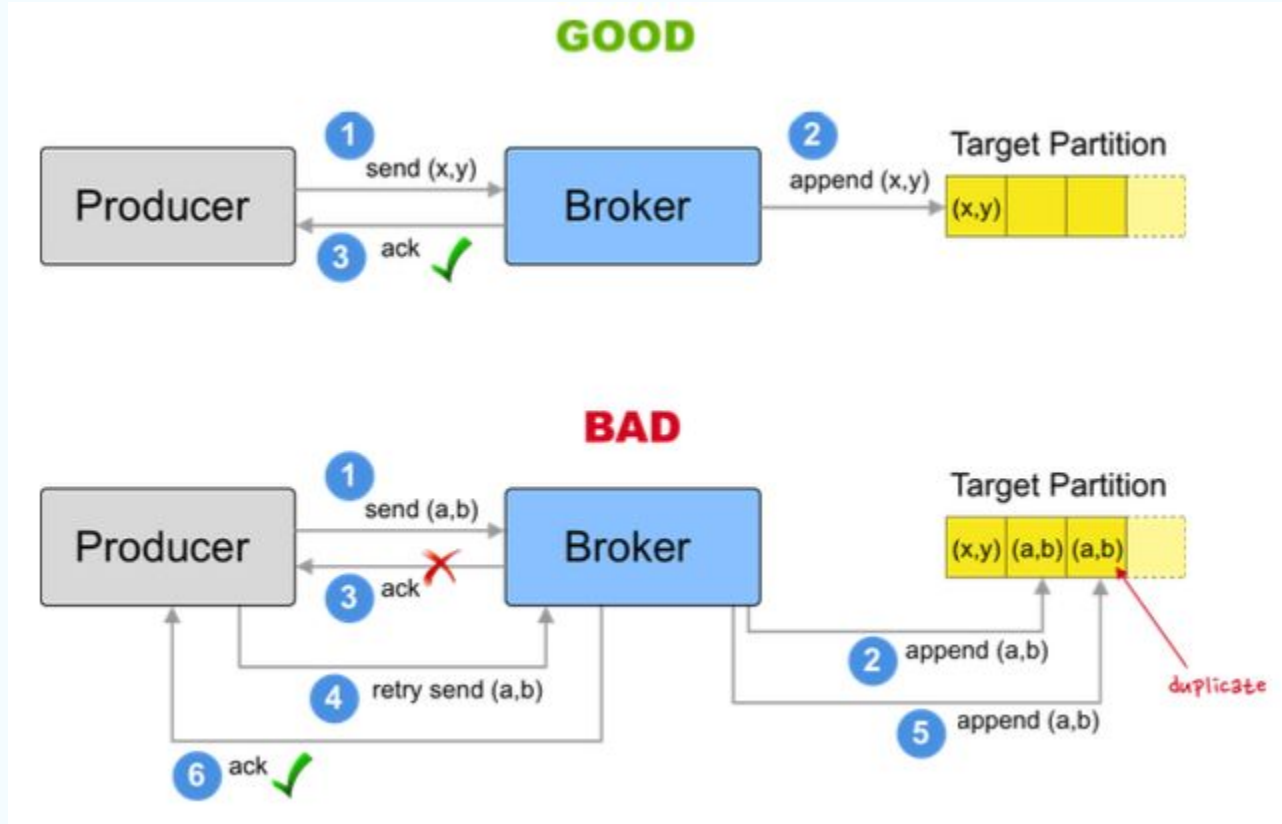 GOOD
1
send (x,y)
2
append (x,y)
Target Partition
Producer
Broker
(x,y)
3
ack
BAD
1
send (a,b)
Target Partition
Producer
Broker
(x,y) (a,b) (a,b)
3
ack
2
append (a,b)
duplicate
4
retry send (a,b)
5
append (a,b)
6
ack